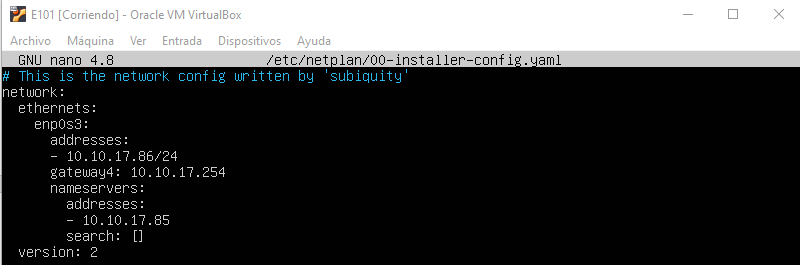 E101 [Corriendo] - Oracle VM VirtualBox
Archivo Máquina Ver Entrada Dispositivos Ayuda
GNU nano 4.8 /etc/netplan/00-installer-config.yaml
# This is the network config written by 'subiquity'
network:
  ethernets:
    enp0s3:
      addresses:
      - 10.10.17.86/24
      gateway4: 10.10.17.254
      nameservers:
        addresses:
        - 10.10.17.85
        search: []
  version: 2